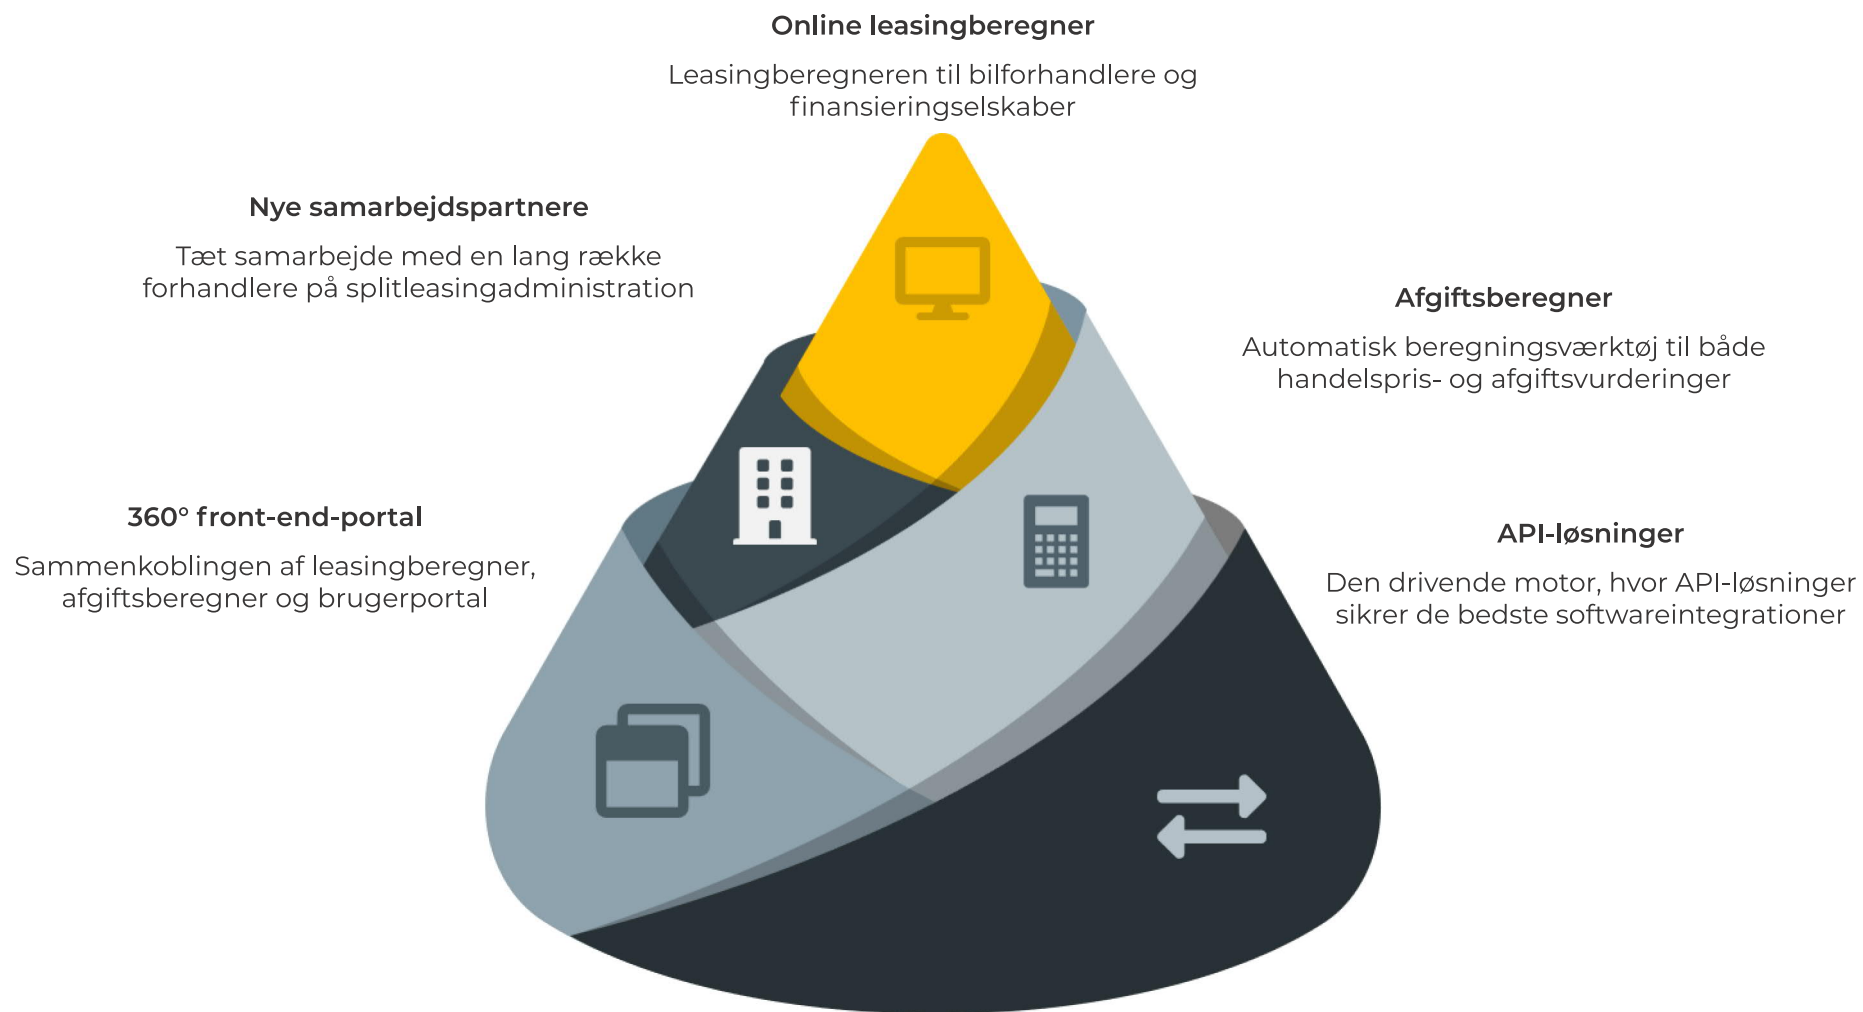 Online leasingberegner
Leasingberegneren til bilforhandlere og
finansieringselskaber
Nye samarbejdspartnere
Tæt samarbejde med en lang række
forhandlere på splitleasingadministration
Afgiftsberegner
Automatisk beregningsværktøj til både
handelspris- og afgiftsvurderinger
360° front-end-portal
Sammenkoblingen af leasingberegner,
afgiftsberegner og brugerportal
API-løsninger
Den drivende motor, hvor API-løsninger
sikrer de bedste softwareintegrationer